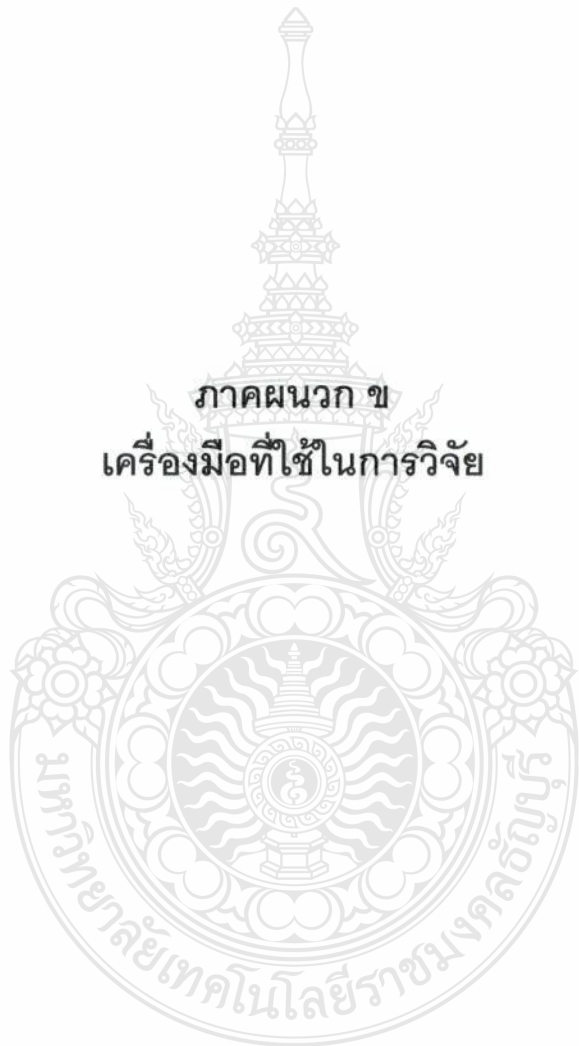 ภาคผนวก ข
เครื่องมือที่ใช้ในการวิจัย
มหาวิทยาลัยเทคโนโลยีราชมงคลธัญบุรี